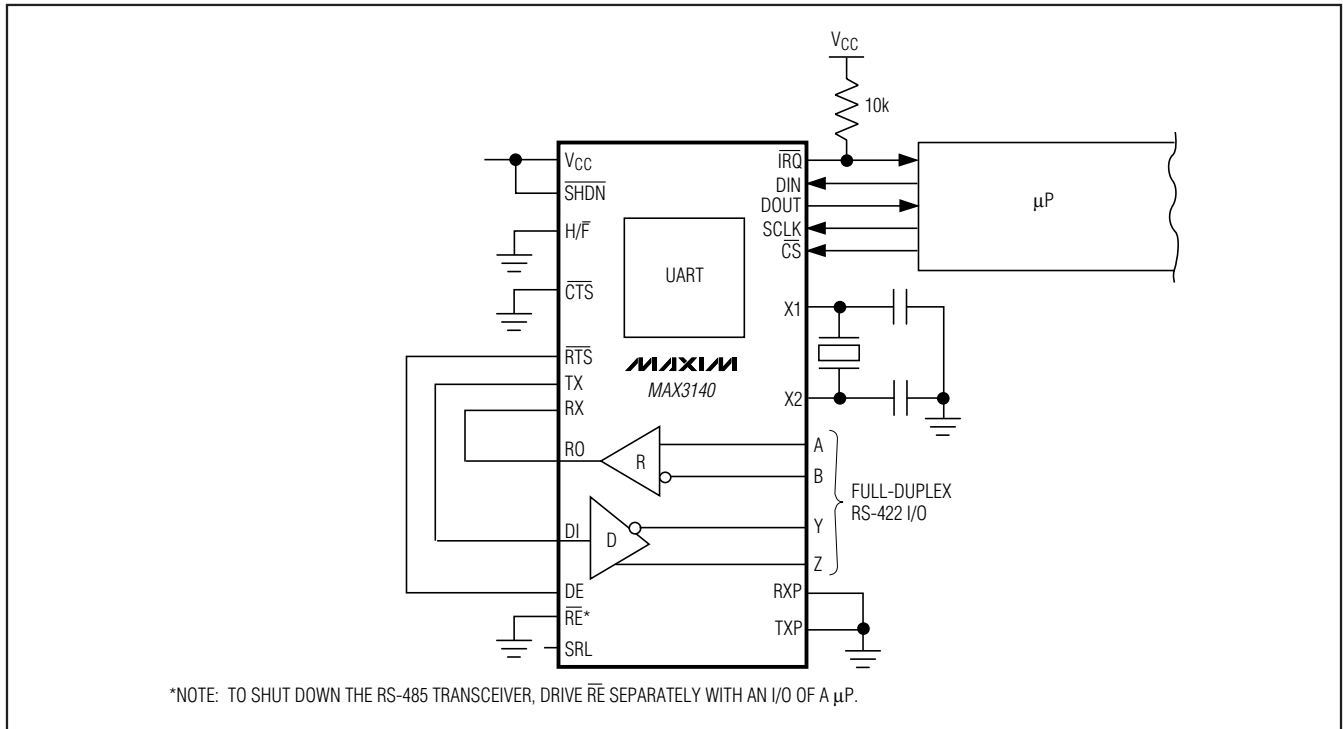 VCC
10k
VCC
SHDN
H/F
CTS
RTS
TX
RX
RO
DI
DE
RE*
SRL
UART
MAXIM
MAX3140
R
D
IRQ
DIN
DOUT
SCLK
CS
X1
X2
A
B
Y
Z
RXP
TXP
µP
FULL-DUPLEX
RS-422 I/O
*NOTE: TO SHUT DOWN THE RS-485 TRANSCEIVER, DRIVE RE SEPARATELY WITH AN I/O OF A µP.